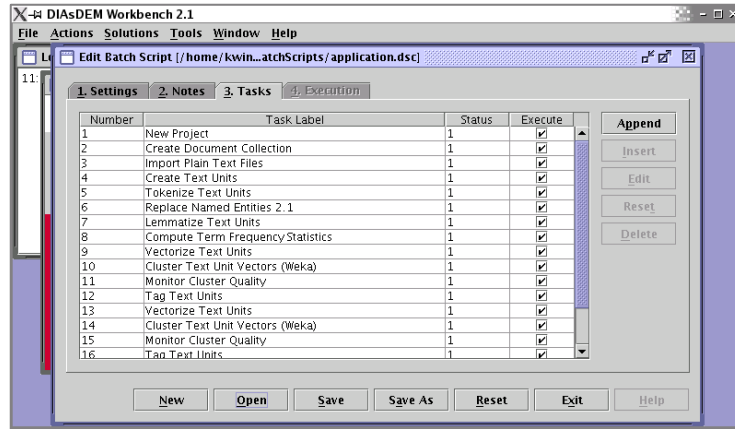 DIAsDEM Workbench 2.1
File Actions Solutions Tools Window Help
Edit Batch Script [/home/kwin...atchScripts/application.dsc]
11:
1. Settings 2. Notes 3. Tasks 4. Execution
Number Task Label Status Execute
1 New Project 1
2 Create Document Collection 1
3 Import Plain Text Files 1
4 Create Text Units 1
5 Tokenize Text Units 1
6 Replace Named Entities 2.1 1
7 Lemmatize Text Units 1
8 Compute Term Frequency Statistics 1
9 Vectorize Text Units 1
10 Cluster Text Unit Vectors (Weka) 1
11 Monitor Cluster Quality 1
12 Tag Text Units 1
13 Vectorize Text Units 1
14 Cluster Text Unit Vectors (Weka) 1
15 Monitor Cluster Quality 1
16 Tag Text Units 1
Append
Insert
Edit
Reset
Delete
New Open Save Save As Reset Exit Help